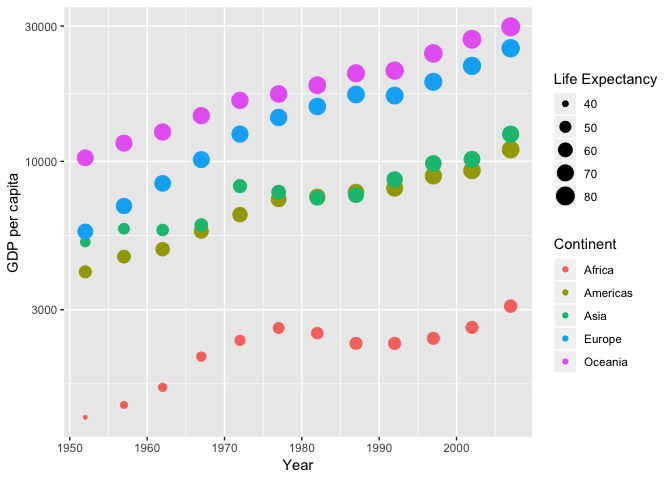 30000
10000
3000
GDP per capita
1950 1960 1970 1980 1990 2000
Year
Life Expectancy
40
50
60
70
80
Continent
Africa
Americas
Asia
Europe
Oceania